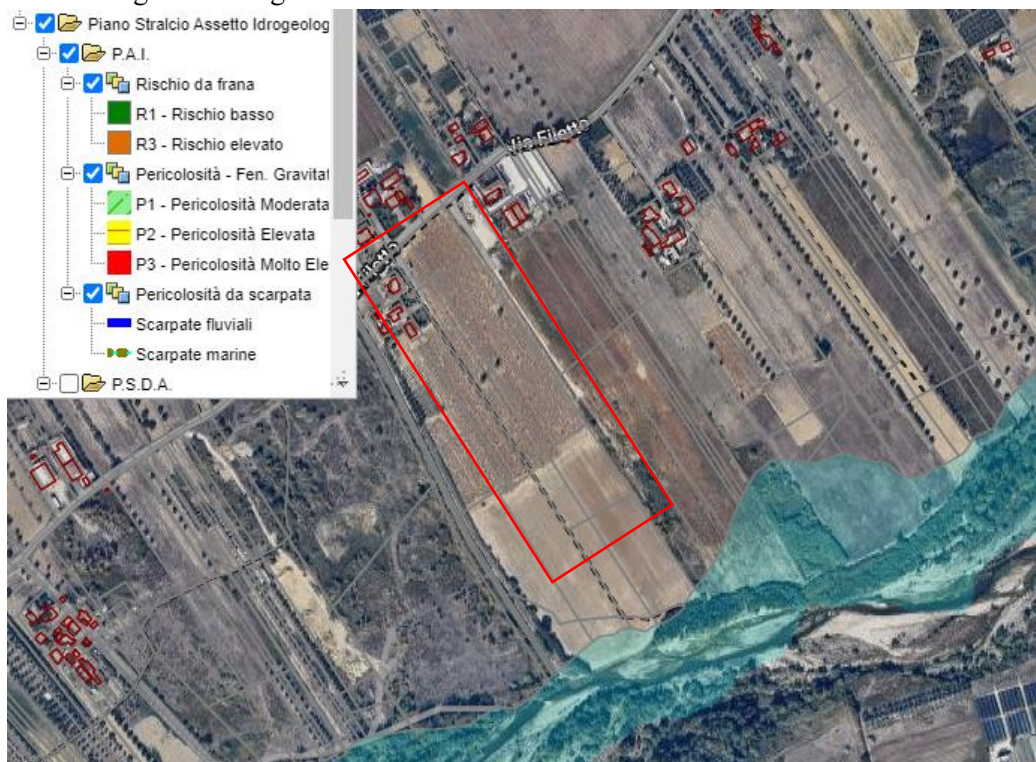 Piano Stralcio Assetto Idrogeolog
P.A.I.
Rischio da frana
R1 - Rischio basso
R3 - Rischio elevato
Pericolosità - Fen. Gravitat
P1 - Pericolosità Moderata
P2 - Pericolosità Elevata
P3 - Pericolosità Molto Ele
Pericolosità da scarpata
Scarpate fluviali
Scarpate marine
P.S.D.A.
Via Filetto